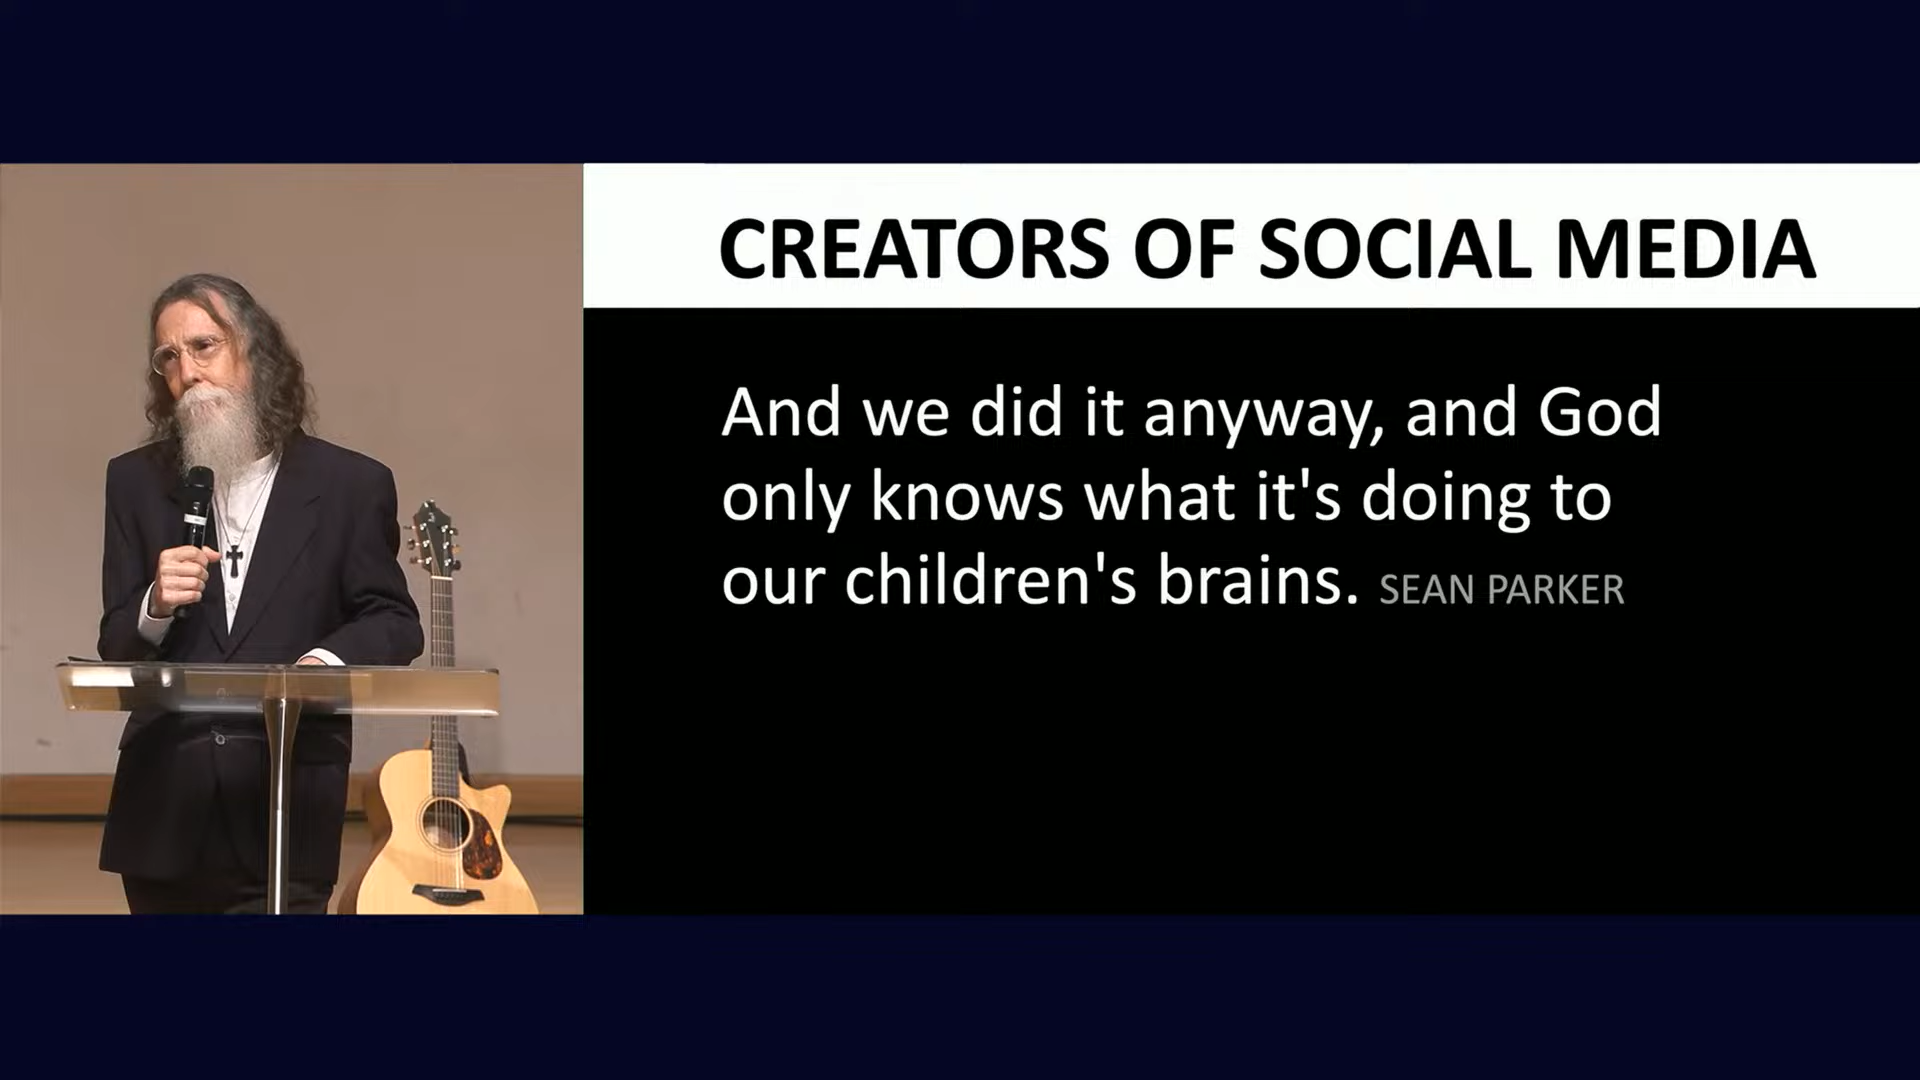 CREATORS OF SOCIAL MEDIA
And we did it anyway, and God
only knows what it's doing to
our children's brains. SEAN PARKER